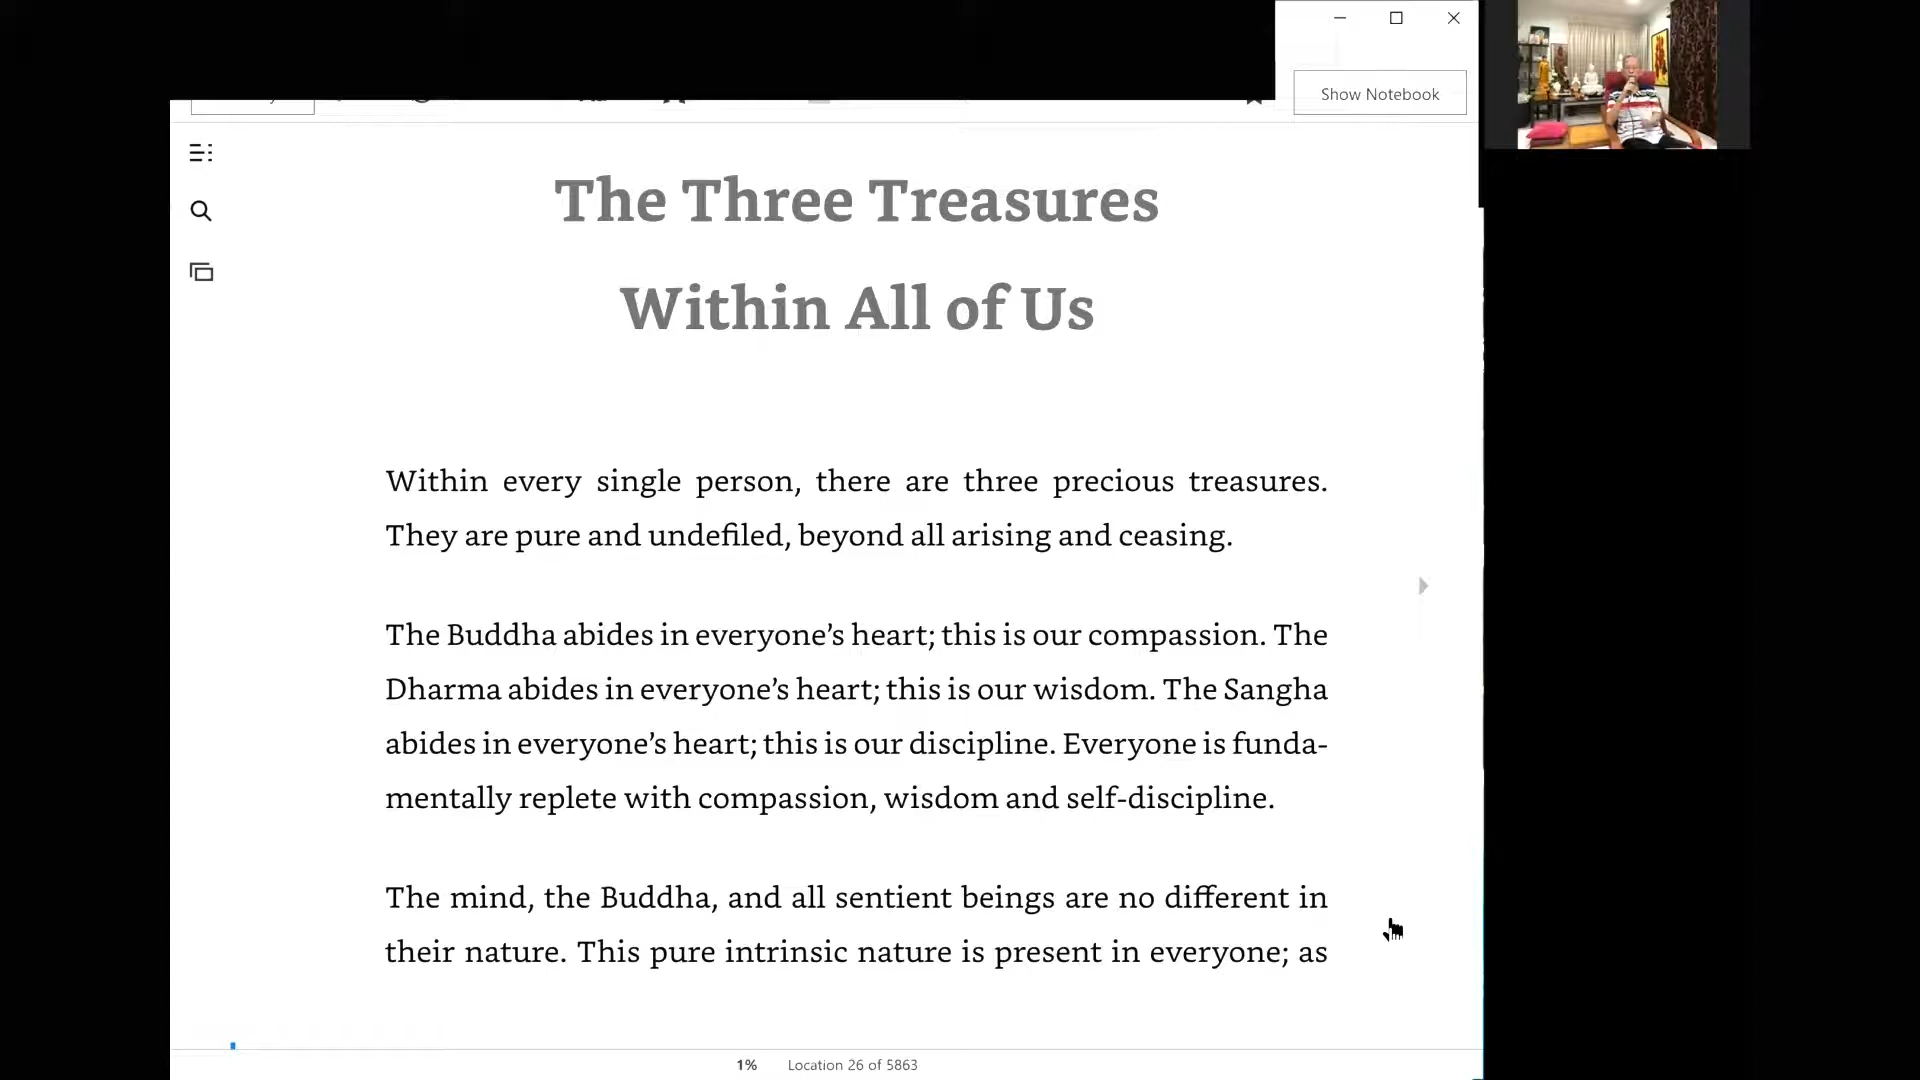 Show Notebook
The Three Treasures
Within All of Us
Within every single person, there are three precious treasures.
They are pure and undefiled, beyond all arising and ceasing.
The Buddha abides in everyone’s heart; this is our compassion. The
Dharma abides in everyone’s heart; this is our wisdom. The Sangha
abides in everyone’s heart; this is our discipline. Everyone is funda-
mentally replete with compassion, wisdom and self-discipline.
The mind, the Buddha, and all sentient beings are no different in
their nature. This pure intrinsic nature is present in everyone; as
1% Location 26 of 5863